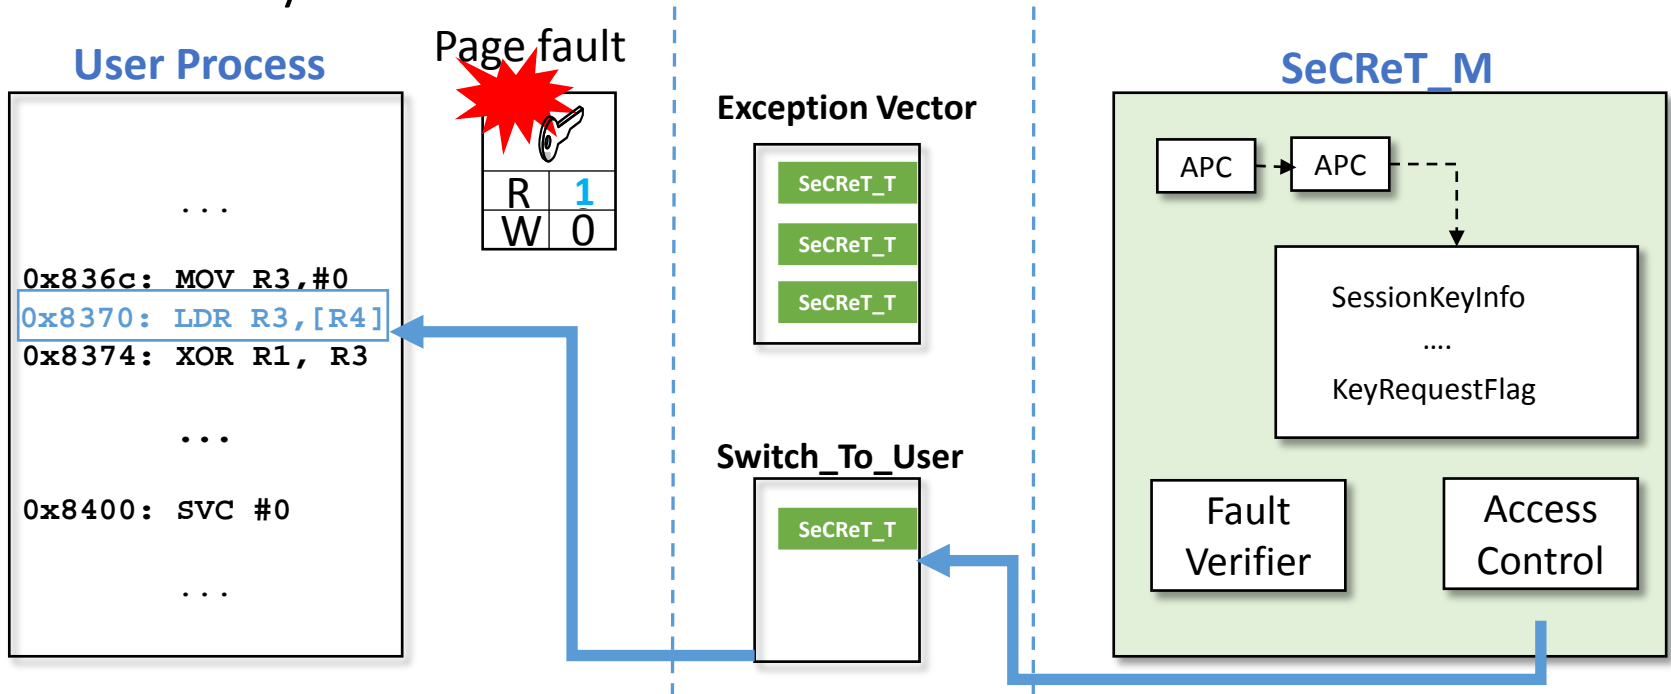 User Process
...
0x836c: MOV R3,#0
0x8370: LDR R3,[R4]
0x8374: XOR R1, R3
...
0x8400: SVC #0
...
Page fault
R 1
W 0
Exception Vector
SeCReT_T
SeCReT_T
SeCReT_T
Switch_To_User
SeCReT_T
SeCReT_M
APC
APC
SessionKeyInfo
....
KeyRequestFlag
Fault
Verifier
Access
Control